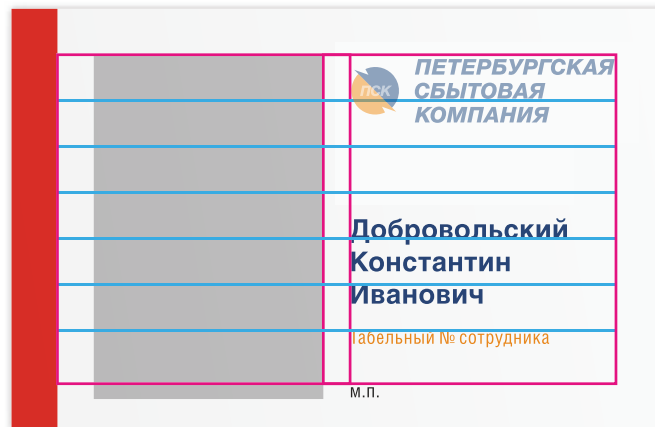 ПСК
ПЕТЕРБУРГСКАЯ
СБЫТОВАЯ
КОМПАНИЯ
Добровольский
Константин
Иванович
Табельный № сотрудника
м.п.